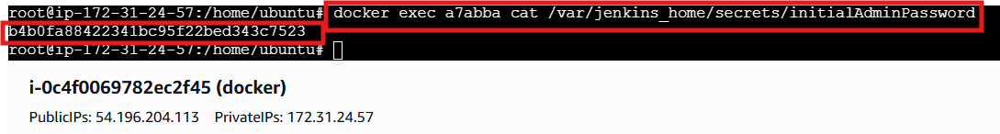 root@ip-172-31-24-57:/home/ubuntu# docker exec a7abba cat /var/jenkins_home/secrets/initialAdminPassword
b4b0fa88422341bc95f22bed343c7523
root@ip-172-31-24-57:/home/ubuntu#
i-0c4f0069782ec2f45 (docker)
PublicIPs: 54.196.204.113 PrivateIPs: 172.31.24.57